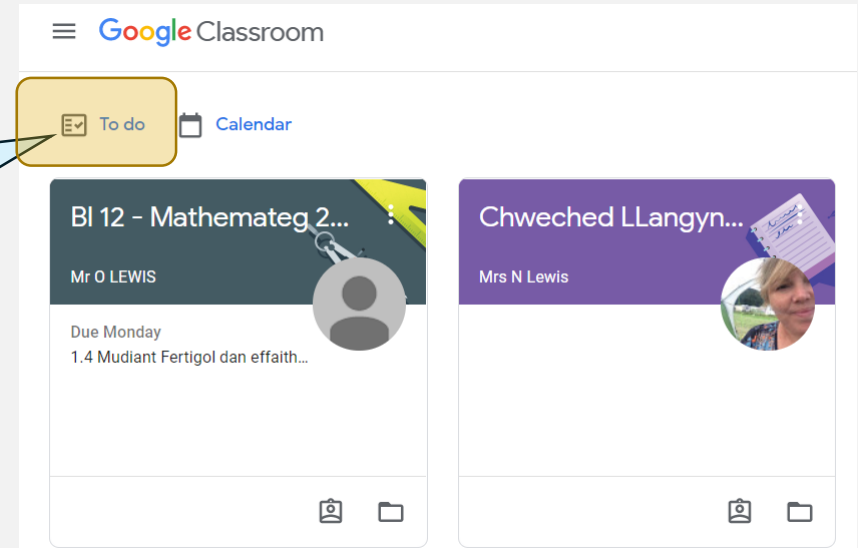 Google Classroom
To do Calendar
BI 12 - Mathemateg 2...
Mr O LEWIS
Due Monday
1.4 Mudiant Fertigol dan effaith...
Chweched LLangyn...
Mrs N Lewis